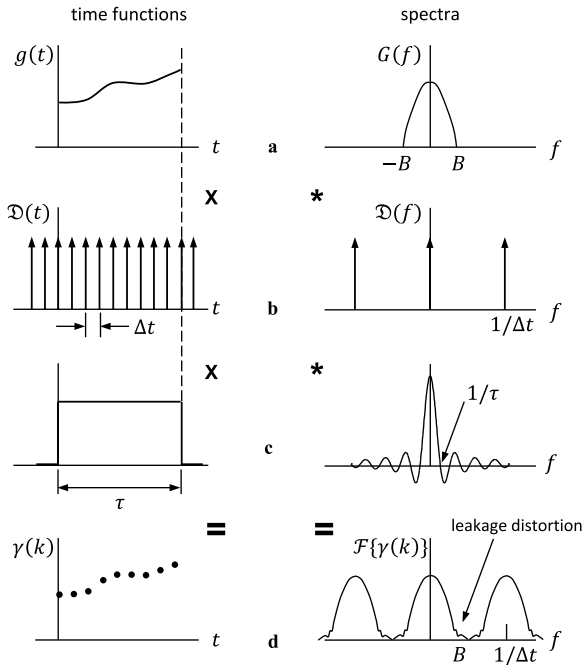 time functions
spectra
g(t)
G(f)
t
a
−B
B
f
X
*
𝔇(t)
𝔇(f)
t
b
1/Δt
f
Δt
X
*
1/τ
c
f
τ
=
=
leakage distortion
γ(k)
ℱ{γ(k)}
t
d
B
1/Δt
f